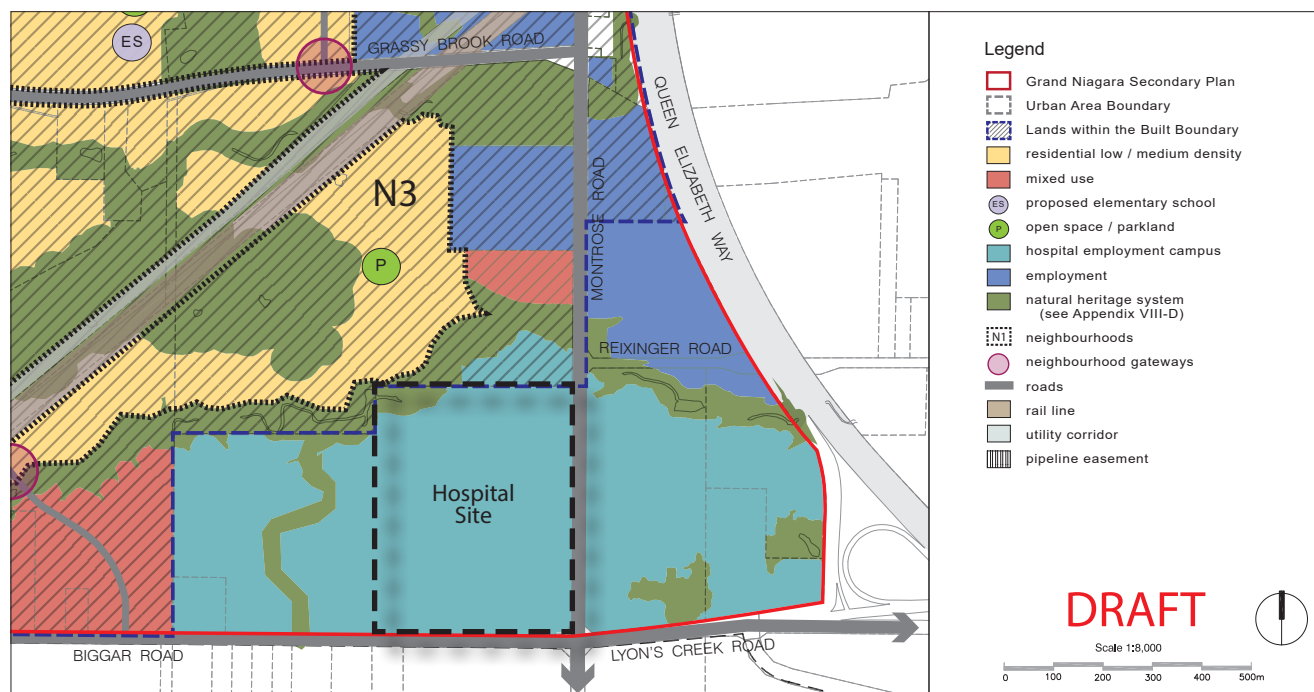 ES
GRASSY BROOK ROAD
QUEEN ELIZABETH WAY
N3
MONTROSE ROAD
P
REIXINGER ROAD
Hospital
Site
BIGGAR ROAD
LYON'S CREEK ROAD
Legend
Grand Niagara Secondary Plan
Urban Area Boundary
Lands within the Built Boundary
residential low / medium density
mixed use
ES proposed elementary school
P open space / parkland
hospital employment campus
employment
natural heritage system
(see Appendix VIII-D)
N1 neighbourhoods
neighbourhood gateways
roads
rail line
utility corridor
pipeline easement
DRAFT
Scale 1:8,000
0 100 200 300 400 500m